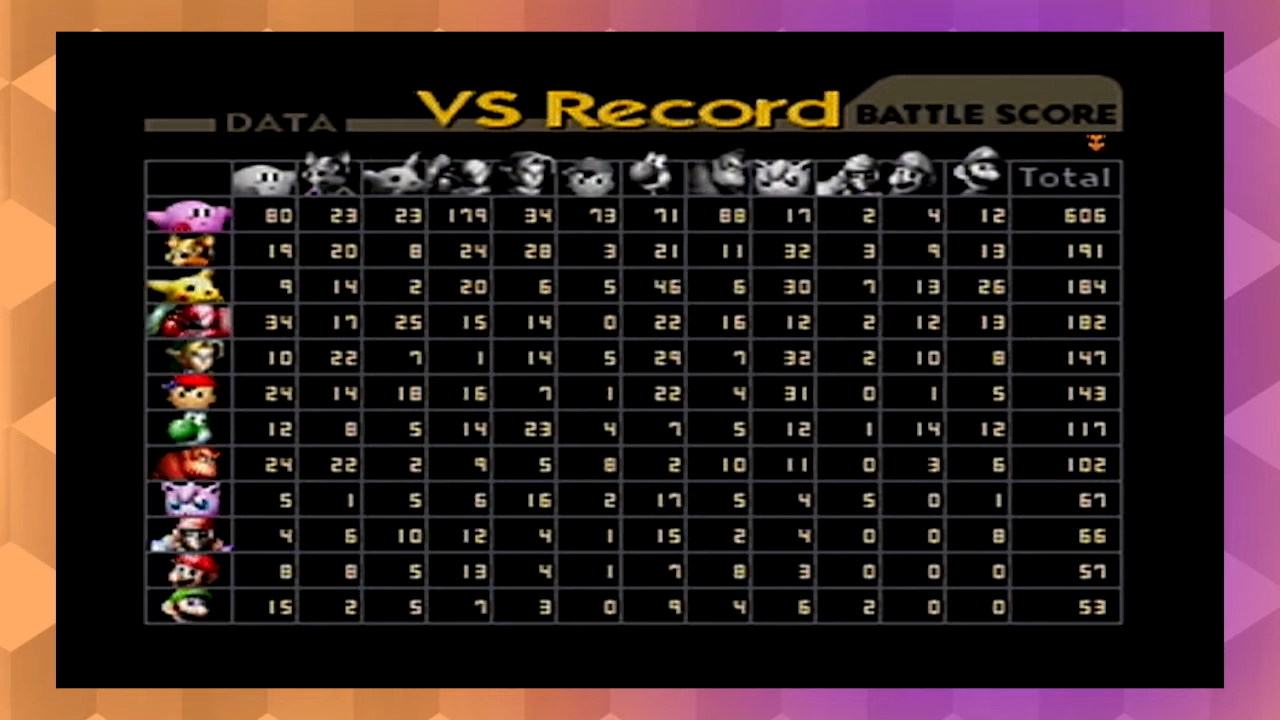 DATA VS Record BATTLE SCORE
Total
80 23 23 179 34 73 71 88 17 2 4 12 606
19 20 8 24 28 3 21 11 32 3 9 13 191
9 14 2 20 6 5 46 6 30 7 13 26 184
34 17 25 15 14 0 22 16 12 2 12 13 182
10 22 7 1 14 5 29 7 32 2 10 8 147
24 14 18 16 7 1 22 4 31 0 1 5 143
12 8 5 14 23 4 7 5 12 1 14 12 117
24 22 2 9 5 8 2 10 11 0 3 6 102
5 1 5 6 16 2 17 5 4 5 0 1 67
4 6 10 12 4 1 15 2 4 0 0 8 66
8 8 5 13 4 1 7 8 3 0 0 0 57
15 2 5 7 3 0 9 4 6 2 0 0 53